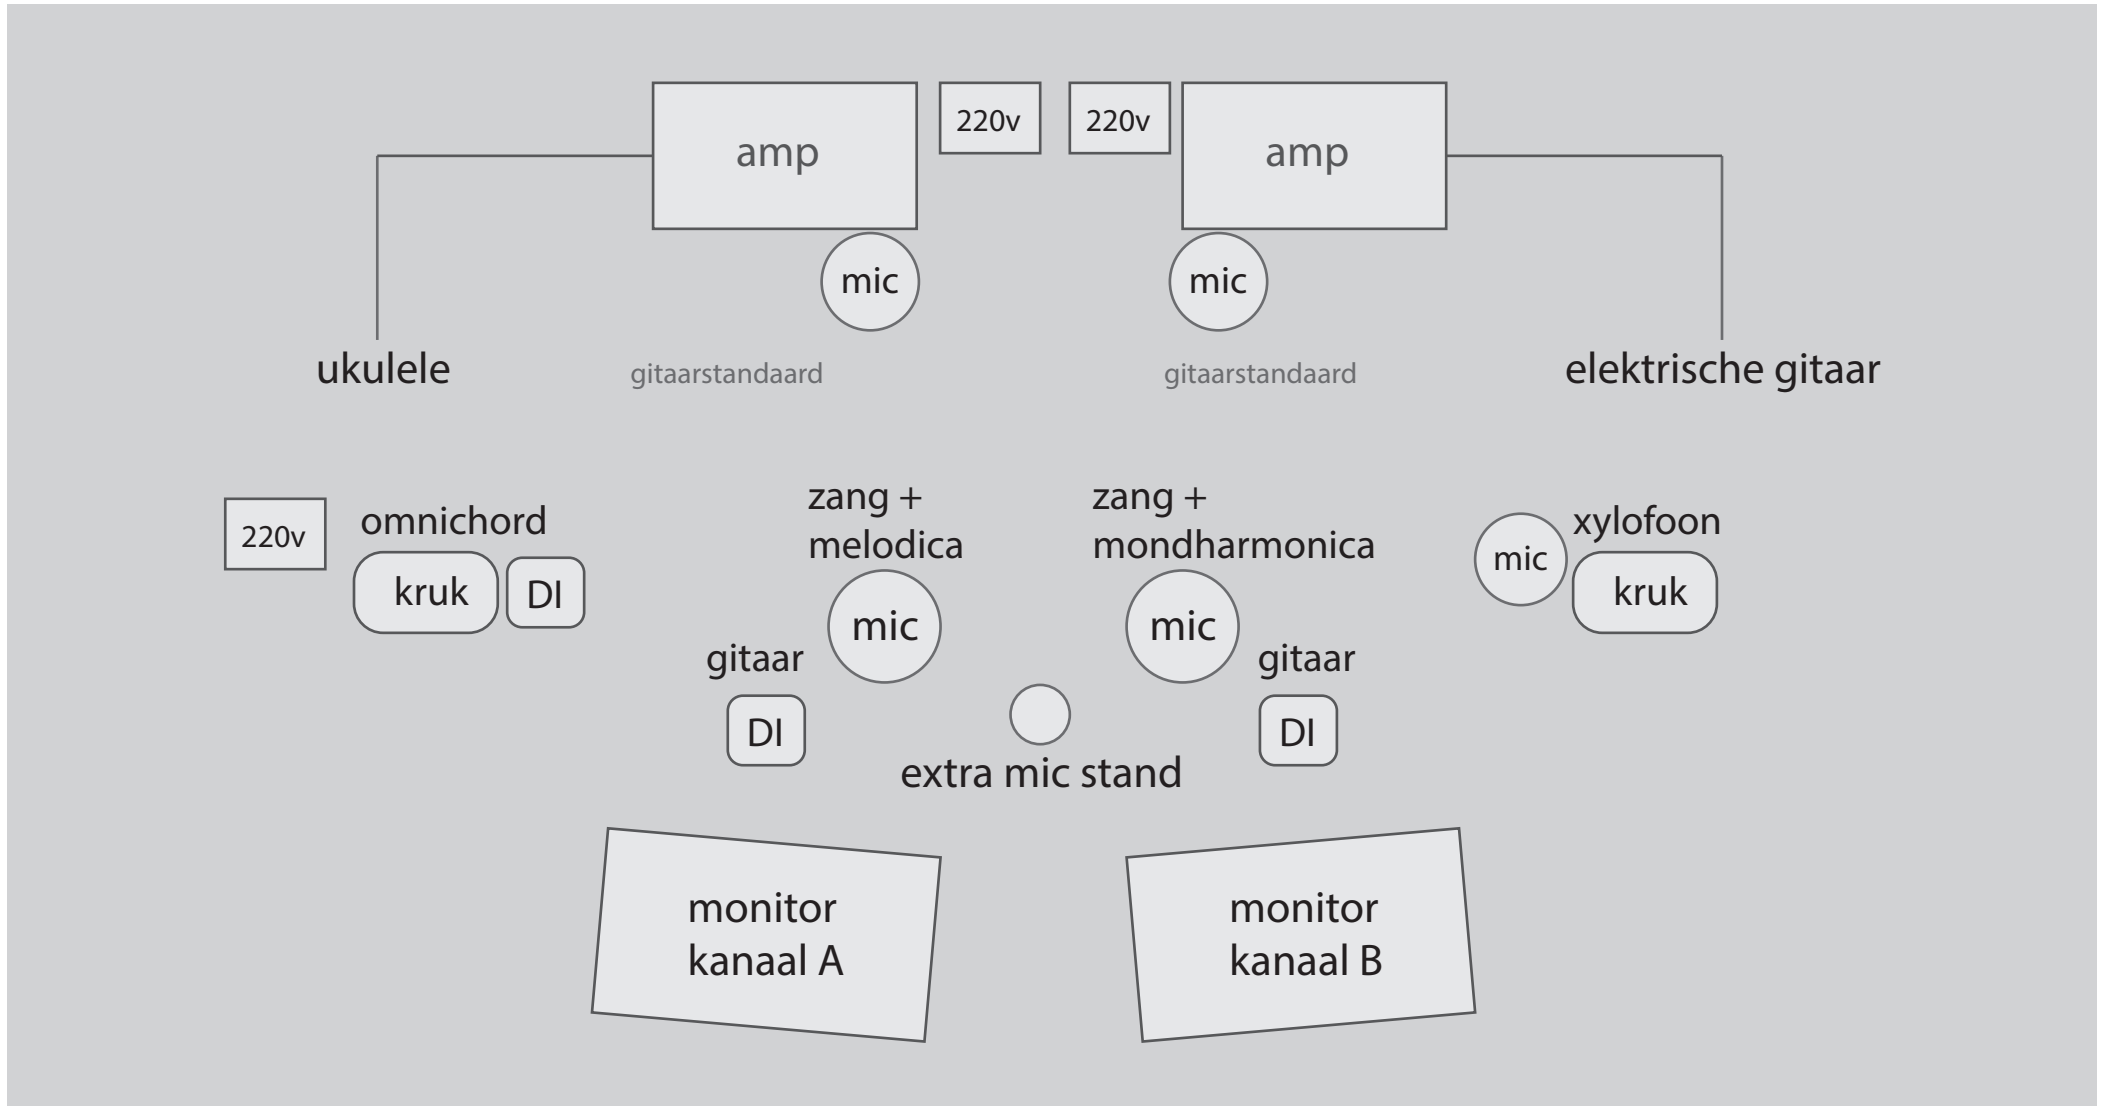 amp
220v
220v
amp
mic
mic
ukulele
gitaarstandaard
gitaarstandaard
elektrische gitaar
220v
omnichord
kruk
DI
zang +
melodica
mic
gitaar
DI
zang +
mondharmonica
mic
gitaar
DI
mic
xylofoon
kruk
extra mic stand
monitor
kanaal A
monitor
kanaal B